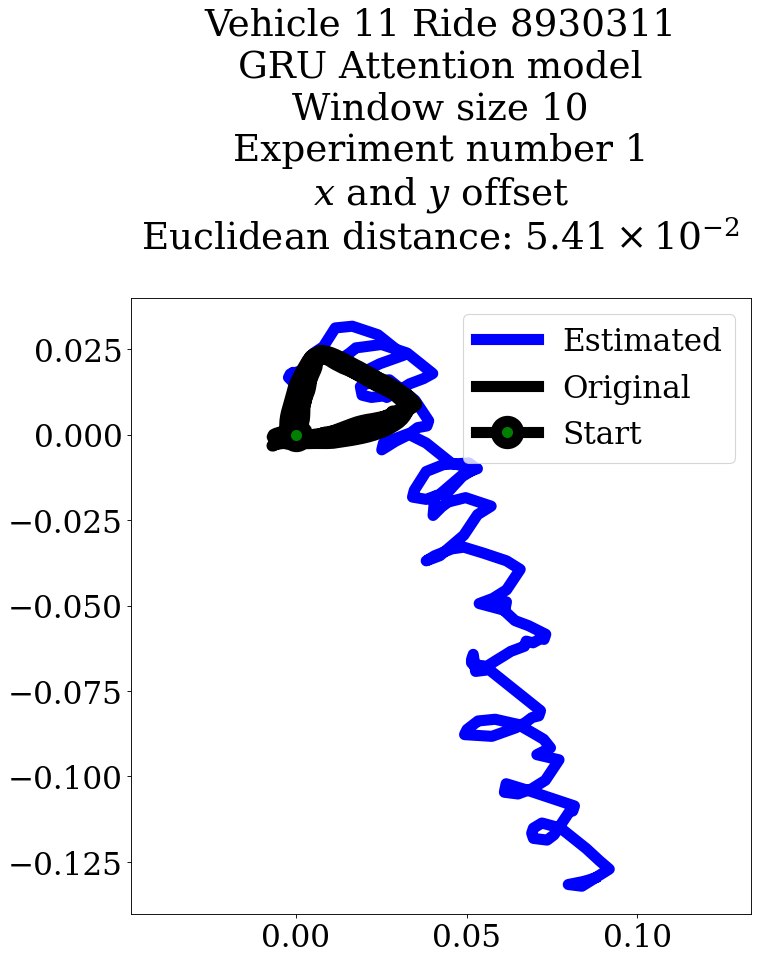 Vehicle 11 Ride 8930311
GRU Attention model
Window size 10
Experiment number 1
x and y offset
Euclidean distance: 5.41 × 10⁻²
Estimated
Original
Start
0.025
0.000
−0.025
−0.050
−0.075
−0.100
−0.125
0.00 0.05 0.10